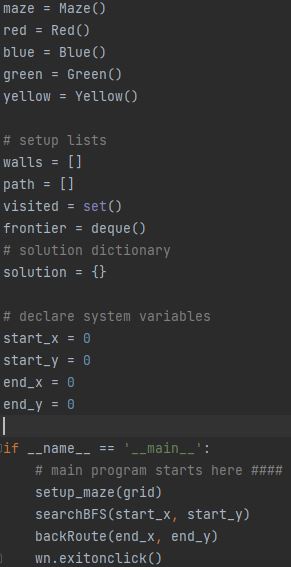 maze = Maze()
red = Red()
blue = Blue()
green = Green()
yellow = Yellow()
# setup lists
walls = []
path = []
visited = set()
frontier = deque()
# solution dictionary
solution = {}
# declare system variables
start_x = 0
start_y = 0
end_x = 0
end_y = 0
if __name__ == '__main__':
    # main program starts here ####
    setup_maze(grid)
    searchBFS(start_x, start_y)
    backRoute(end_x, end_y)
    wn.exitonclick()